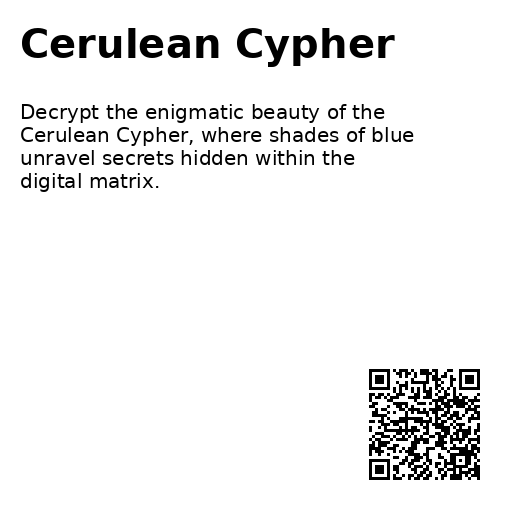 Cerulean Cypher
Decrypt the enigmatic beauty of the
Cerulean Cypher, where shades of blue
unravel secrets hidden within the
digital matrix.